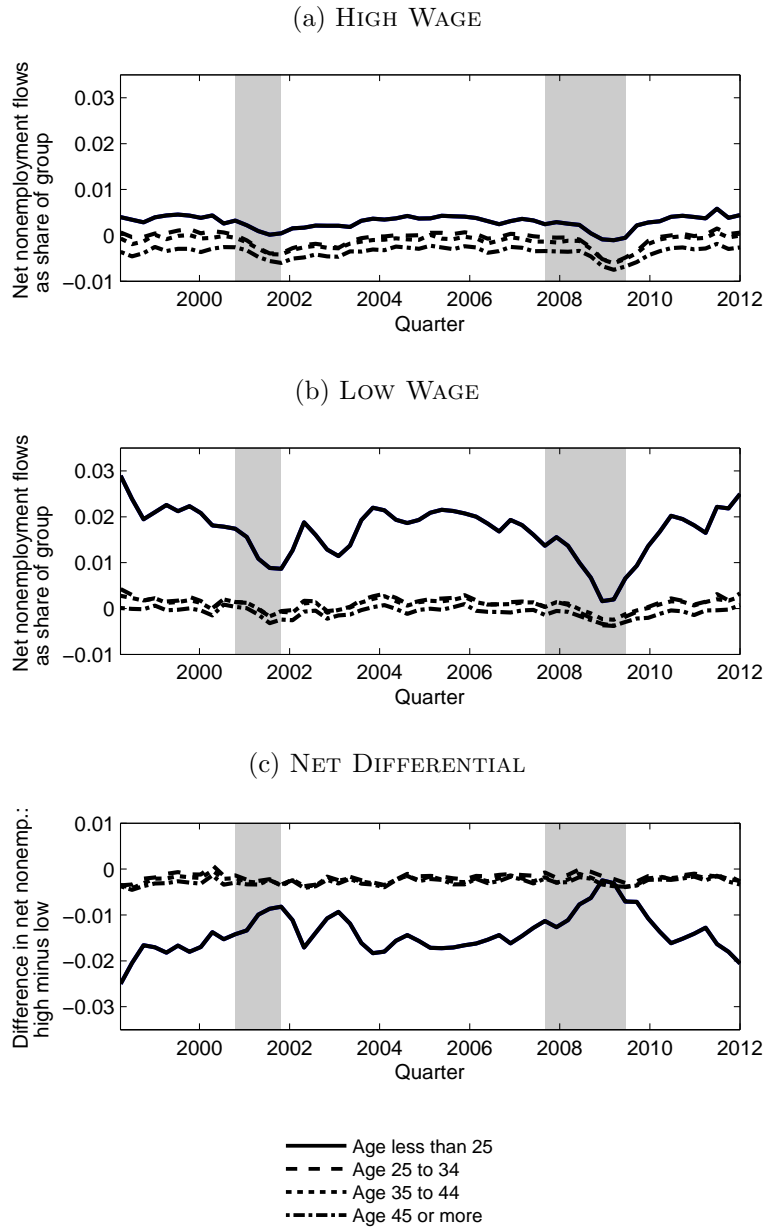 (a) HIGH WAGE
Net nonemployment flows
as share of group
0.03
0.02
0.01
0
−0.01
2000 2002 2004 2006 2008 2010 2012
Quarter
(b) LOW WAGE
Net nonemployment flows
as share of group
0.03
0.02
0.01
0
−0.01
2000 2002 2004 2006 2008 2010 2012
Quarter
(c) NET DIFFERENTIAL
Difference in net nonemp.:
high minus low
0.01
0
−0.01
−0.02
−0.03
2000 2002 2004 2006 2008 2010 2012
Quarter
Age less than 25
Age 25 to 34
Age 35 to 44
Age 45 or more